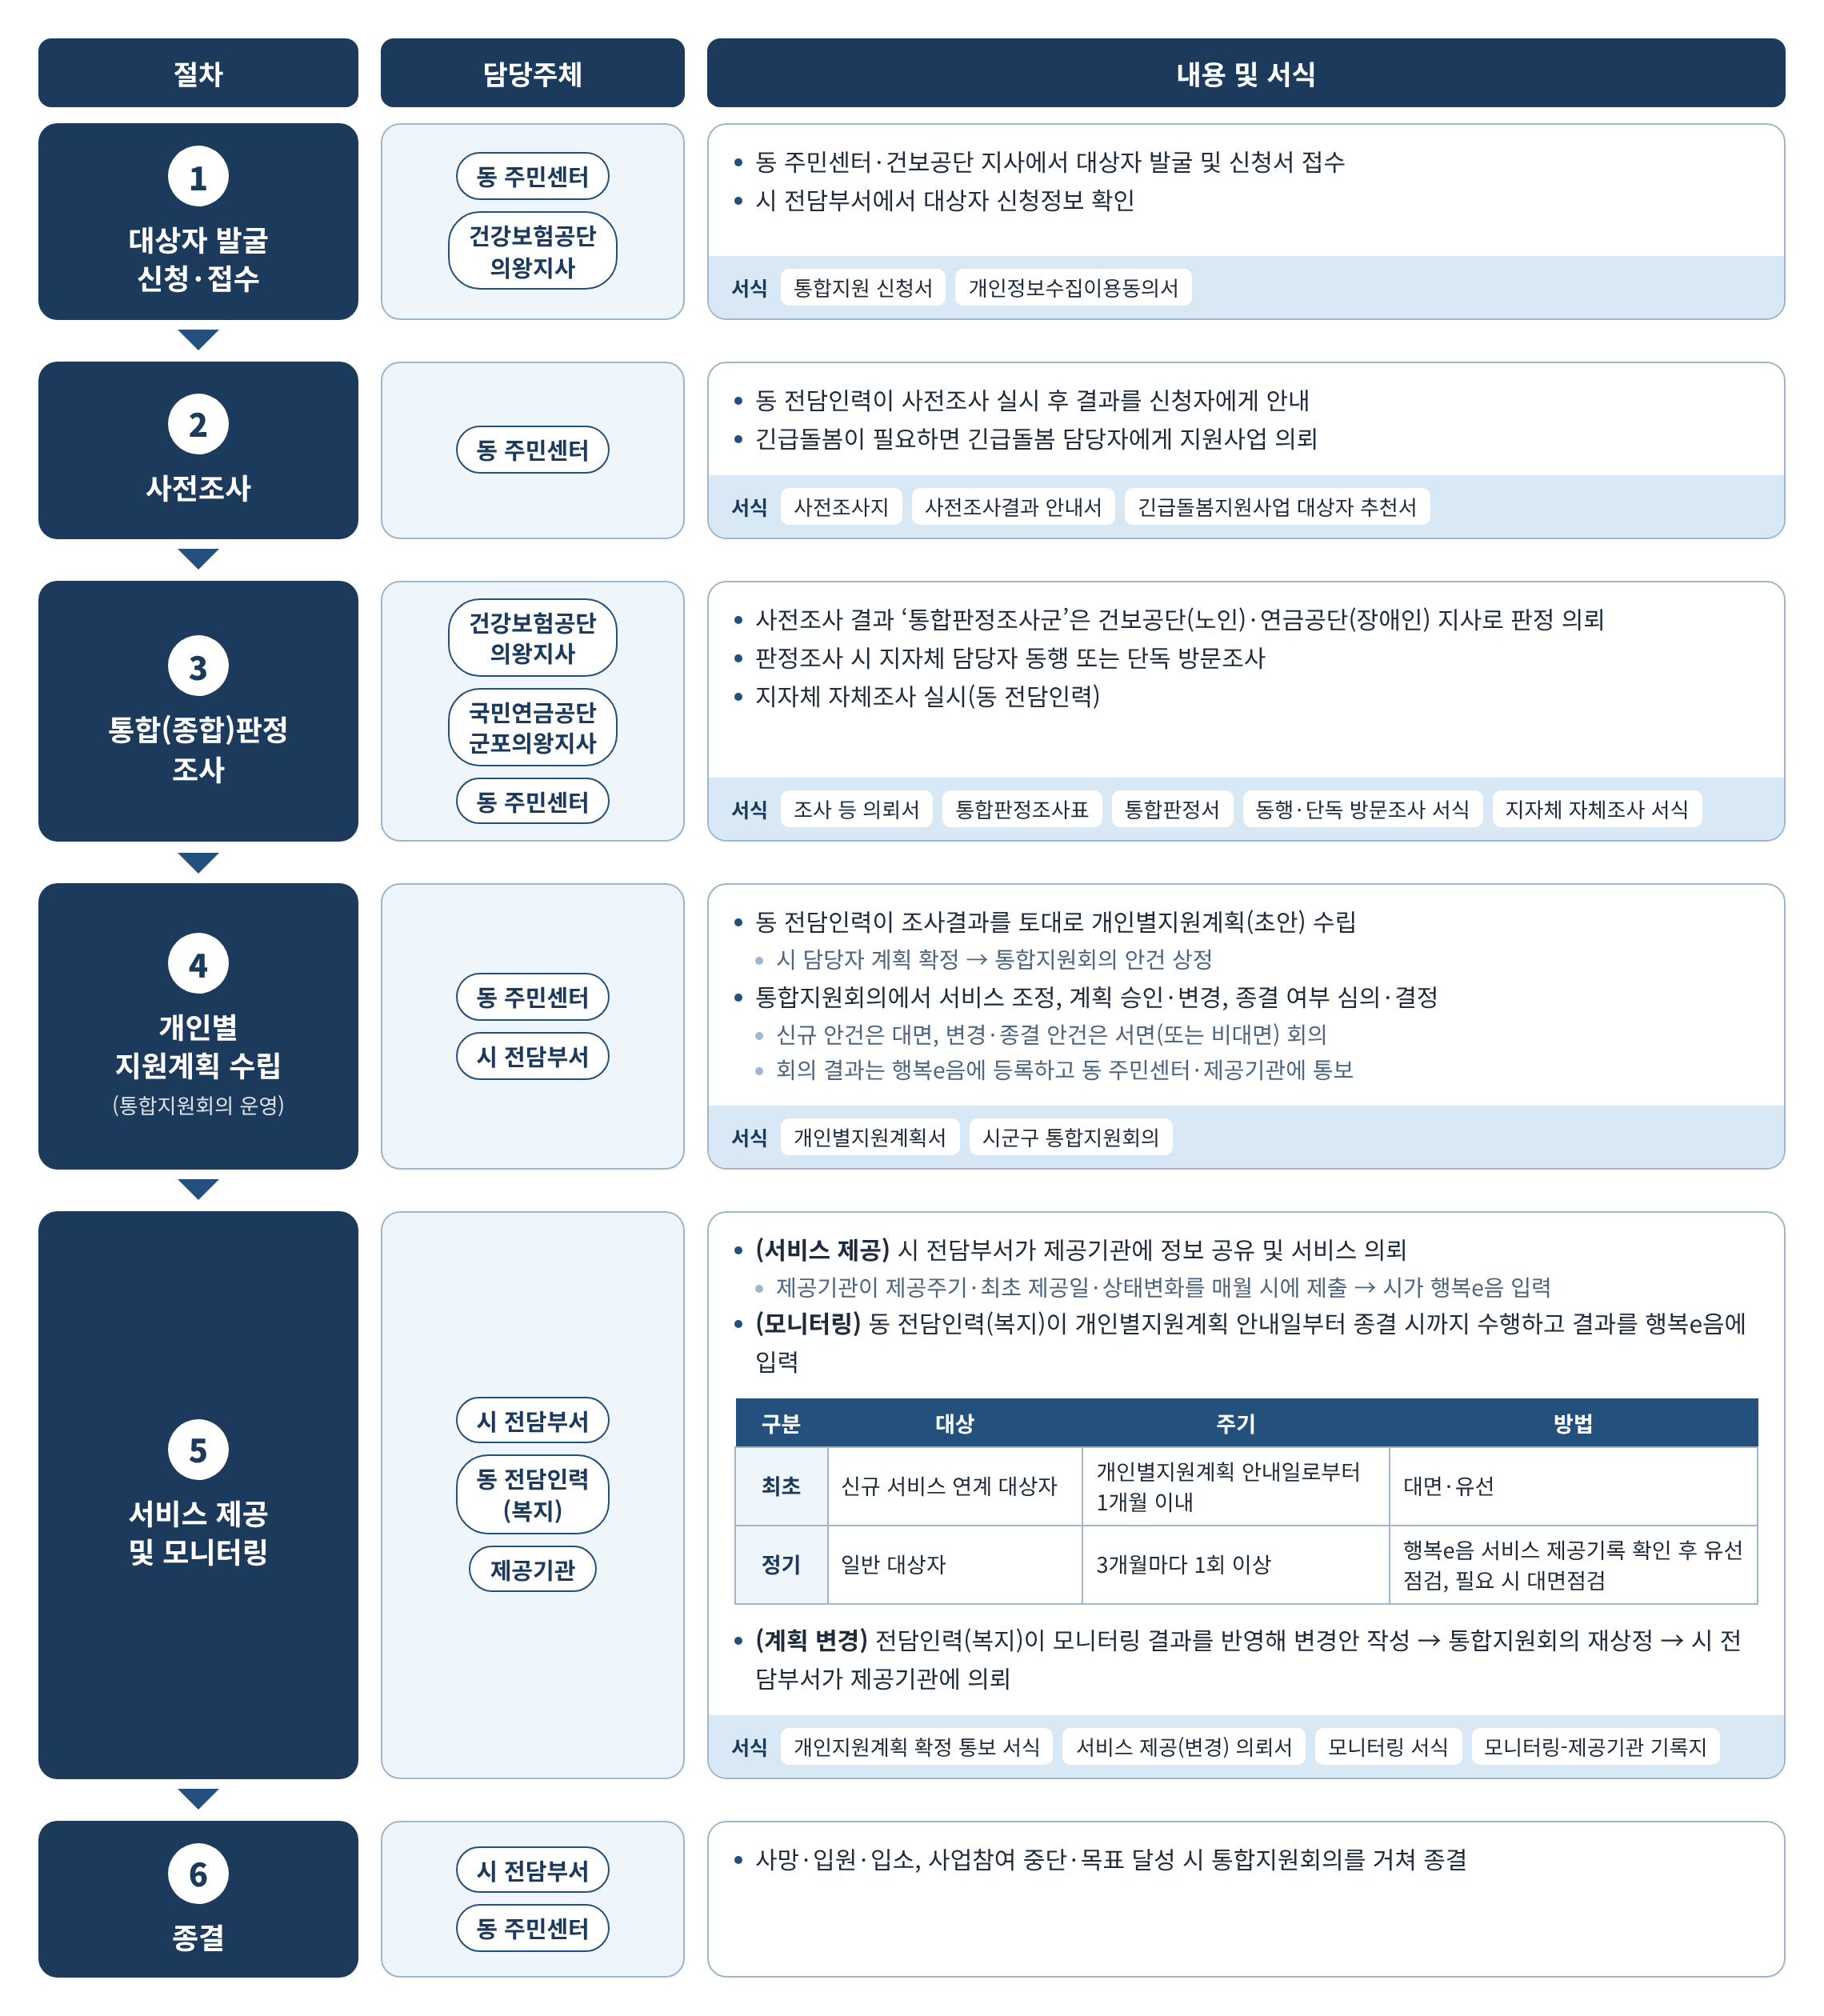 절차
담당주체
내용 및 서식
1
대상자 발굴
신청·접수
동 주민센터
건강보험공단
의왕지사
동 주민센터·건보공단 지사에서 대상자 발굴 및 신청서 접수
시 전담부서에서 대상자 신청정보 확인
서식 통합지원 신청서 개인정보수집이용동의서
2
사전조사
동 주민센터
동 전담인력이 사전조사 실시 후 결과를 신청자에게 안내
긴급돌봄이 필요하면 긴급돌봄 담당자에게 지원사업 의뢰
서식 사전조사지 사전조사결과 안내서 긴급돌봄지원사업 대상자 추천서
3
통합(종합)판정
조사
건강보험공단
의왕지사
국민연금공단
군포의왕지사
동 주민센터
사전조사 결과 ‘통합판정조사군’은 건보공단(노인)·연금공단(장애인) 지사로 판정 의뢰
판정조사 시 지자체 담당자 동행 또는 단독 방문조사
지자체 자체조사 실시(동 전담인력)
서식 조사 등 의뢰서 통합판정조사표 통합판정서 동행·단독 방문조사 서식 지자체 자체조사 서식
4
개인별
지원계획 수립
(통합지원회의 운영)
동 주민센터
시 전담부서
동 전담인력이 조사결과를 토대로 개인별지원계획(초안) 수립
시 담당자 계획 확정 → 통합지원회의 안건 상정
통합지원회의에서 서비스 조정, 계획 승인·변경, 종결 여부 심의·결정
신규 안건은 대면, 변경·종결 안건은 서면(또는 비대면) 회의
회의 결과는 행복e음에 등록하고 동 주민센터·제공기관에 통보
서식 개인별지원계획서 시군구 통합지원회의
5
서비스 제공
및 모니터링
시 전담부서
동 전담인력
(복지)
제공기관
(서비스 제공) 시 전담부서가 제공기관에 정보 공유 및 서비스 의뢰
제공기관이 제공주기·최초 제공일·상태변화를 매월 시에 제출 → 시가 행복e음 입력
(모니터링) 동 전담인력(복지)이 개인별지원계획 안내일부터 종결 시까지 수행하고 결과를 행복e음에
입력
구분 대상 주기 방법
최초 신규 서비스 연계 대상자 개인별지원계획 안내일로부터
1개월 이내 대면·유선
정기 일반 대상자 3개월마다 1회 이상 행복e음 서비스 제공기록 확인 후 유선
점검, 필요 시 대면점검
(계획 변경) 전담인력(복지)이 모니터링 결과를 반영해 변경안 작성 → 통합지원회의 재상정 → 시 전
담부서가 제공기관에 의뢰
서식 개인지원계획 확정 통보 서식 서비스 제공(변경) 의뢰서 모니터링 서식 모니터링-제공기관 기록지
6
종결
시 전담부서
동 주민센터
사망·입원·입소, 사업참여 중단·목표 달성 시 통합지원회의를 거쳐 종결